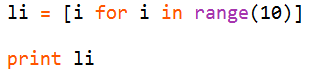 li = [i for i in range(10)]
print li